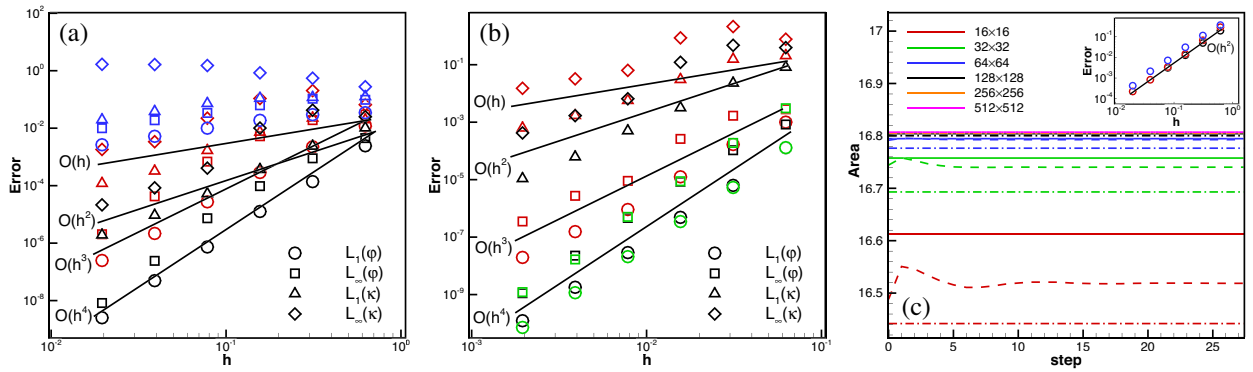 (a)
Error
10^2
10^0
10^-2
10^-4
10^-6
10^-8
O(h)
O(h^2)
O(h^3)
O(h^4)
L_1(φ)
L_∞(φ)
L_1(κ)
L_∞(κ)
10^-2
10^-1
10^0
h
(b)
Error
10^-1
10^-3
10^-5
10^-7
10^-9
O(h)
O(h^2)
O(h^3)
O(h^4)
L_1(φ)
L_∞(φ)
L_1(κ)
L_∞(κ)
10^-3
10^-2
10^-1
h
(c)
Area
17
16.9
16.8
16.7
16.6
16.5
16×16
32×32
64×64
128×128
256×256
512×512
Error
10^0
10^-1
10^-2
10^-3
10^-4
O(h^2)
10^-2
10^-1
10^0
h
0
5
10
15
20
25
step